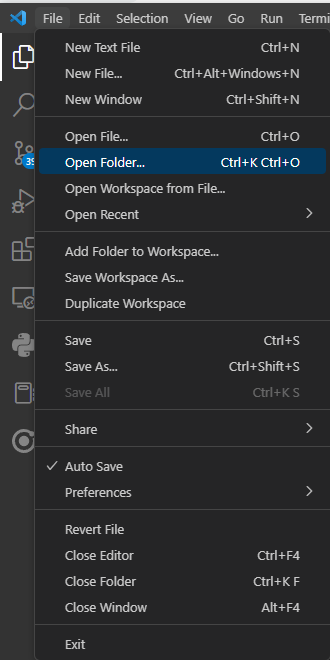 File Edit Selection View Go Run Termin
New Text File Ctrl+N
New File... Ctrl+Alt+Windows+N
New Window Ctrl+Shift+N
Open File... Ctrl+O
Open Folder... Ctrl+K Ctrl+O
Open Workspace from File...
Open Recent
Add Folder to Workspace...
Save Workspace As...
Duplicate Workspace
Save Ctrl+S
Save As... Ctrl+Shift+S
Save All Ctrl+K S
Share
Auto Save
Preferences
Revert File
Close Editor Ctrl+F4
Close Folder Ctrl+K F
Close Window Alt+F4
Exit